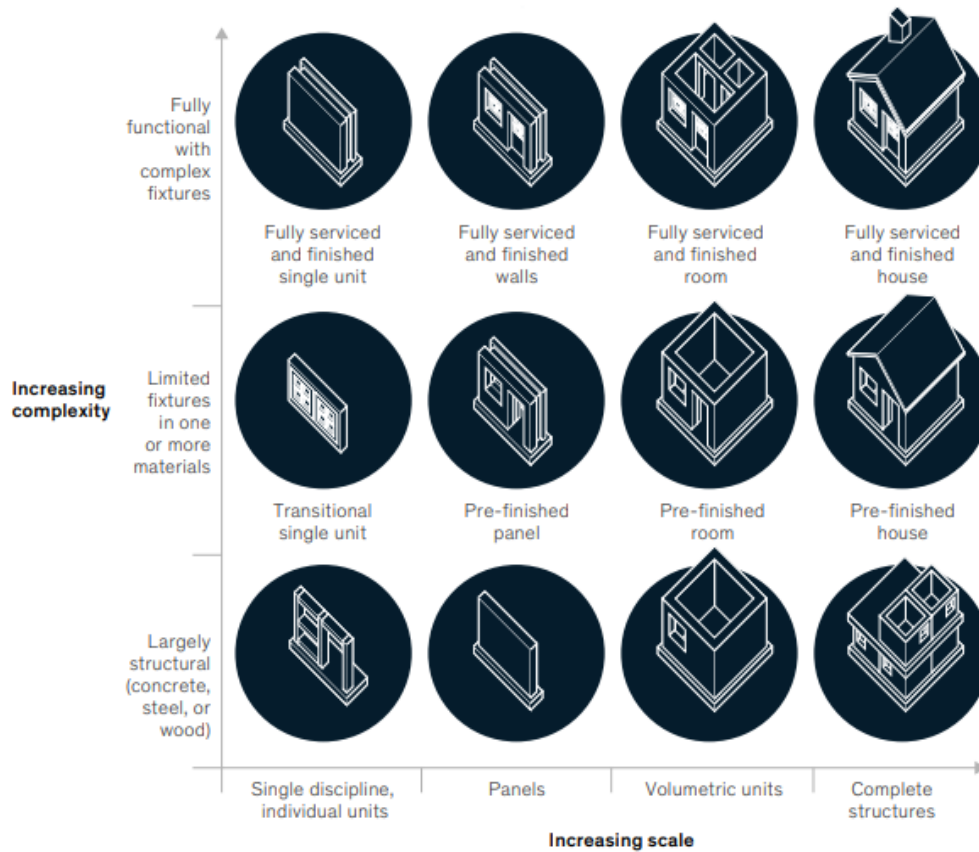 Fully
functional
with
complex
fixtures
Fully serviced
and finished
single unit
Fully serviced
and finished
walls
Fully serviced
and finished
room
Fully serviced
and finished
house
Increasing
complexity
Limited
fixtures
in one
or more
materials
Transitional
single unit
Pre-finished
panel
Pre-finished
room
Pre-finished
house
Largely
structural
(concrete,
steel, or
wood)
Single discipline,
individual units
Panels
Volumetric units
Complete
structures
Increasing scale